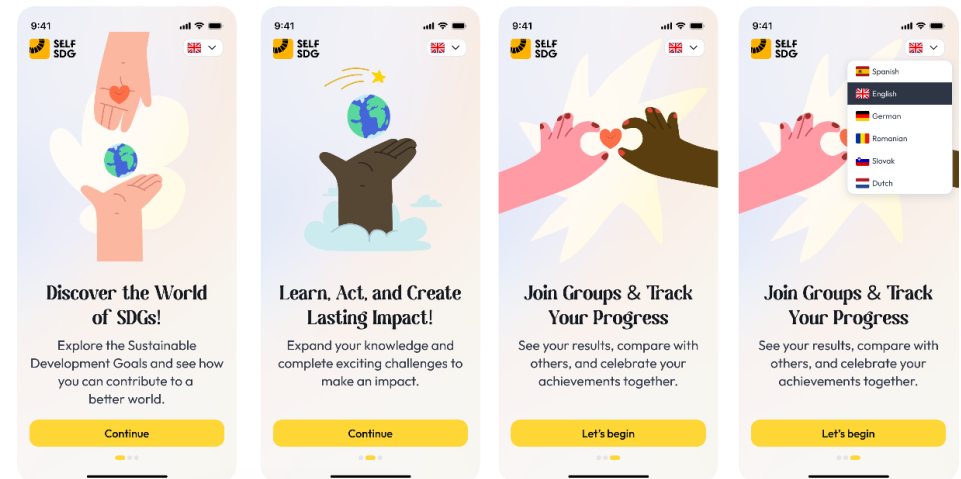 9:41
SELF
SDG
Discover the World
of SDGs!
Explore the Sustainable
Development Goals and see how
you can contribute to a
better world.
Continue
9:41
SELF
SDG
Learn, Act, and Create
Lasting Impact!
Expand your knowledge and
complete exciting challenges to
make an impact.
Continue
9:41
SELF
SDG
Join Groups & Track
Your Progress
See your results, compare with
others, and celebrate your
achievements together.
Let's begin
9:41
SELF
SDG
Spanish
English
German
Romanian
Slovak
Dutch
Join Groups & Track
Your Progress
See your results, compare with
others, and celebrate your
achievements together.
Let's begin